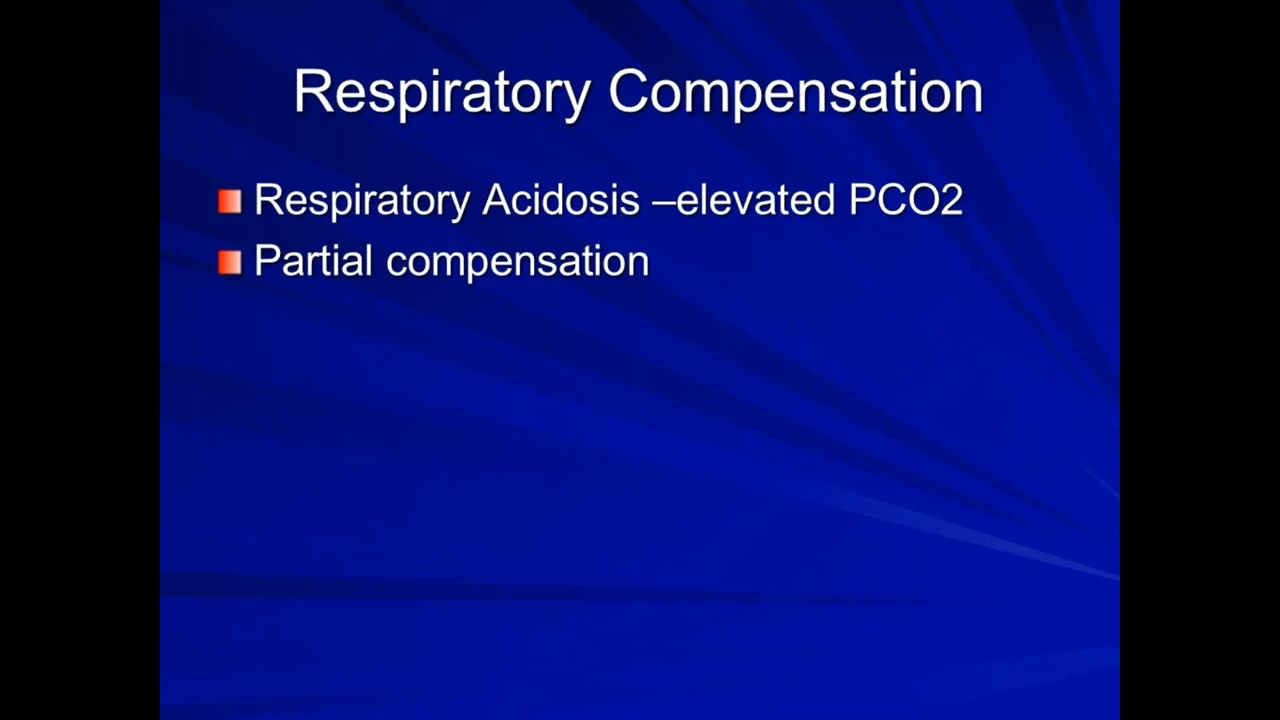 Respiratory Compensation
Respiratory Acidosis –elevated PCO2
Partial compensation